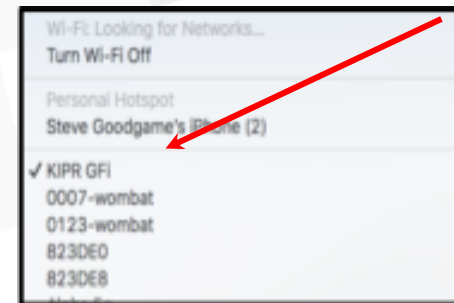 Wi-Fi: Looking for Networks...
Turn Wi-Fi Off
Personal Hotspot
Steve Goodgame's iPhone (2)
✓ KIPR GFi
0007-wombat
0123-wombat
823DE0
823DE8